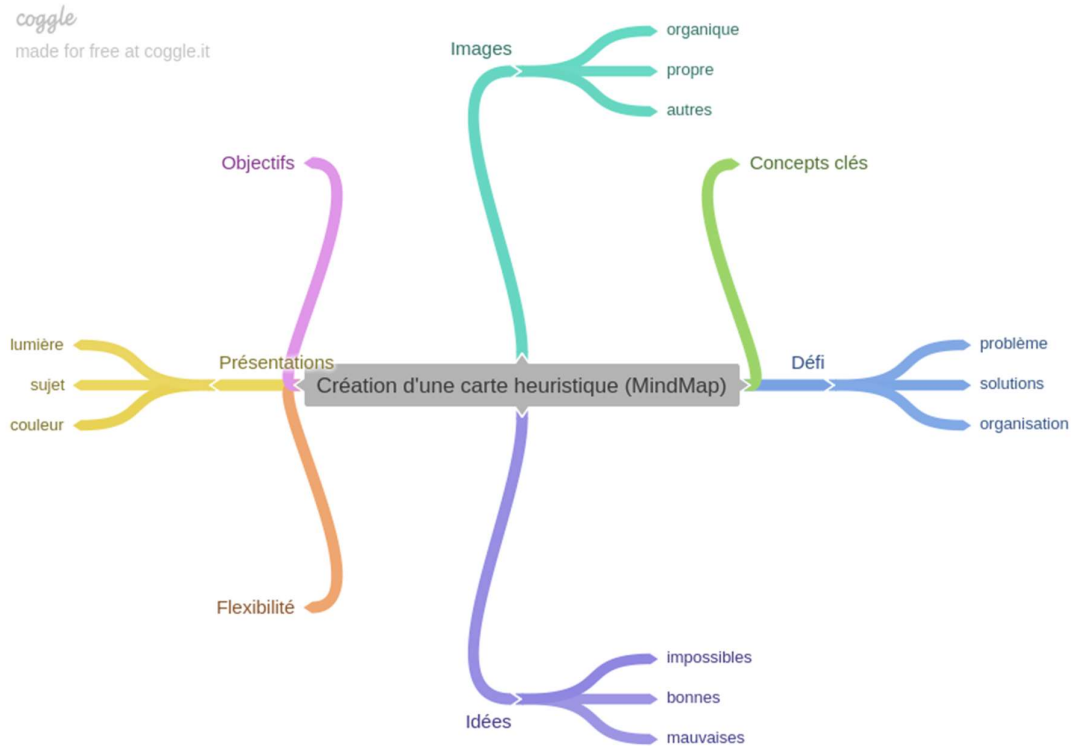 coggle
made for free at coggle.it
Images
organique
propre
autres
Objectifs
Concepts clés
lumière
sujet
couleur
Présentations
Création d'une carte heuristique (MindMap)
Défi
problème
solutions
organisation
Flexibilité
Idées
impossibles
bonnes
mauvaises